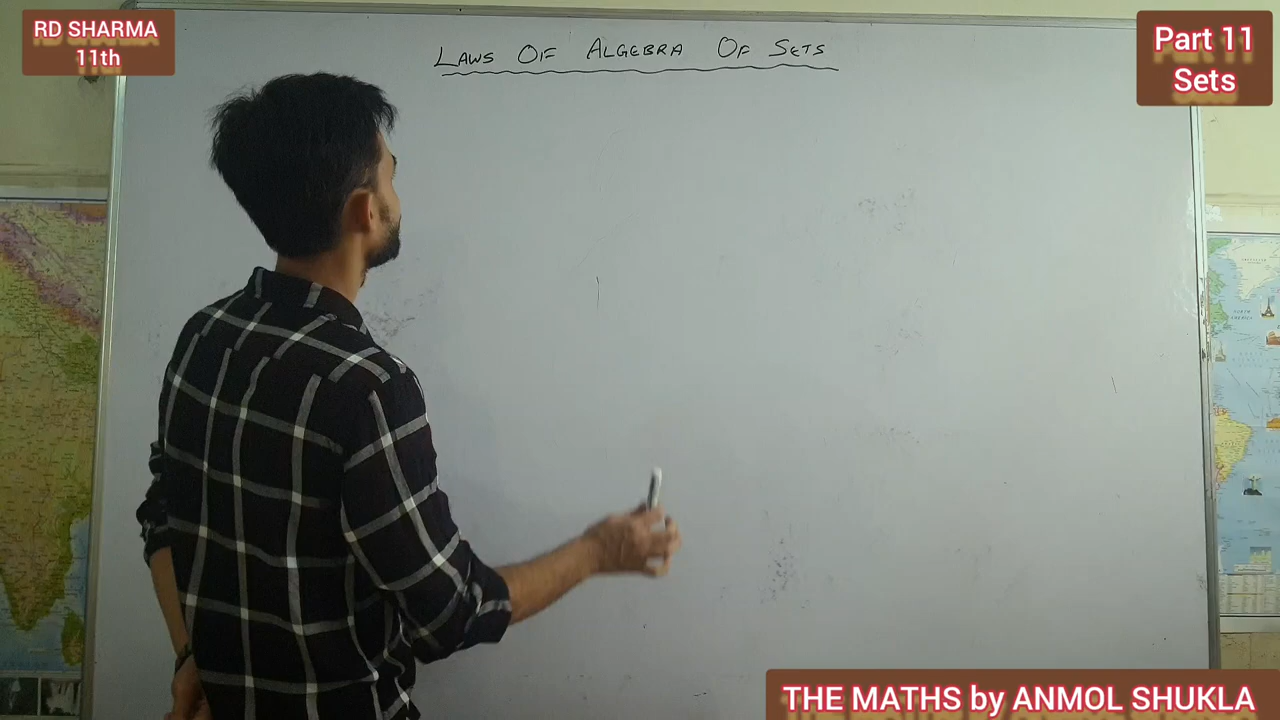 RD SHARMA
11th
LAWS OF ALGEBRA OF SETS
Part 11
Sets
THE MATHS by ANMOL SHUKLA